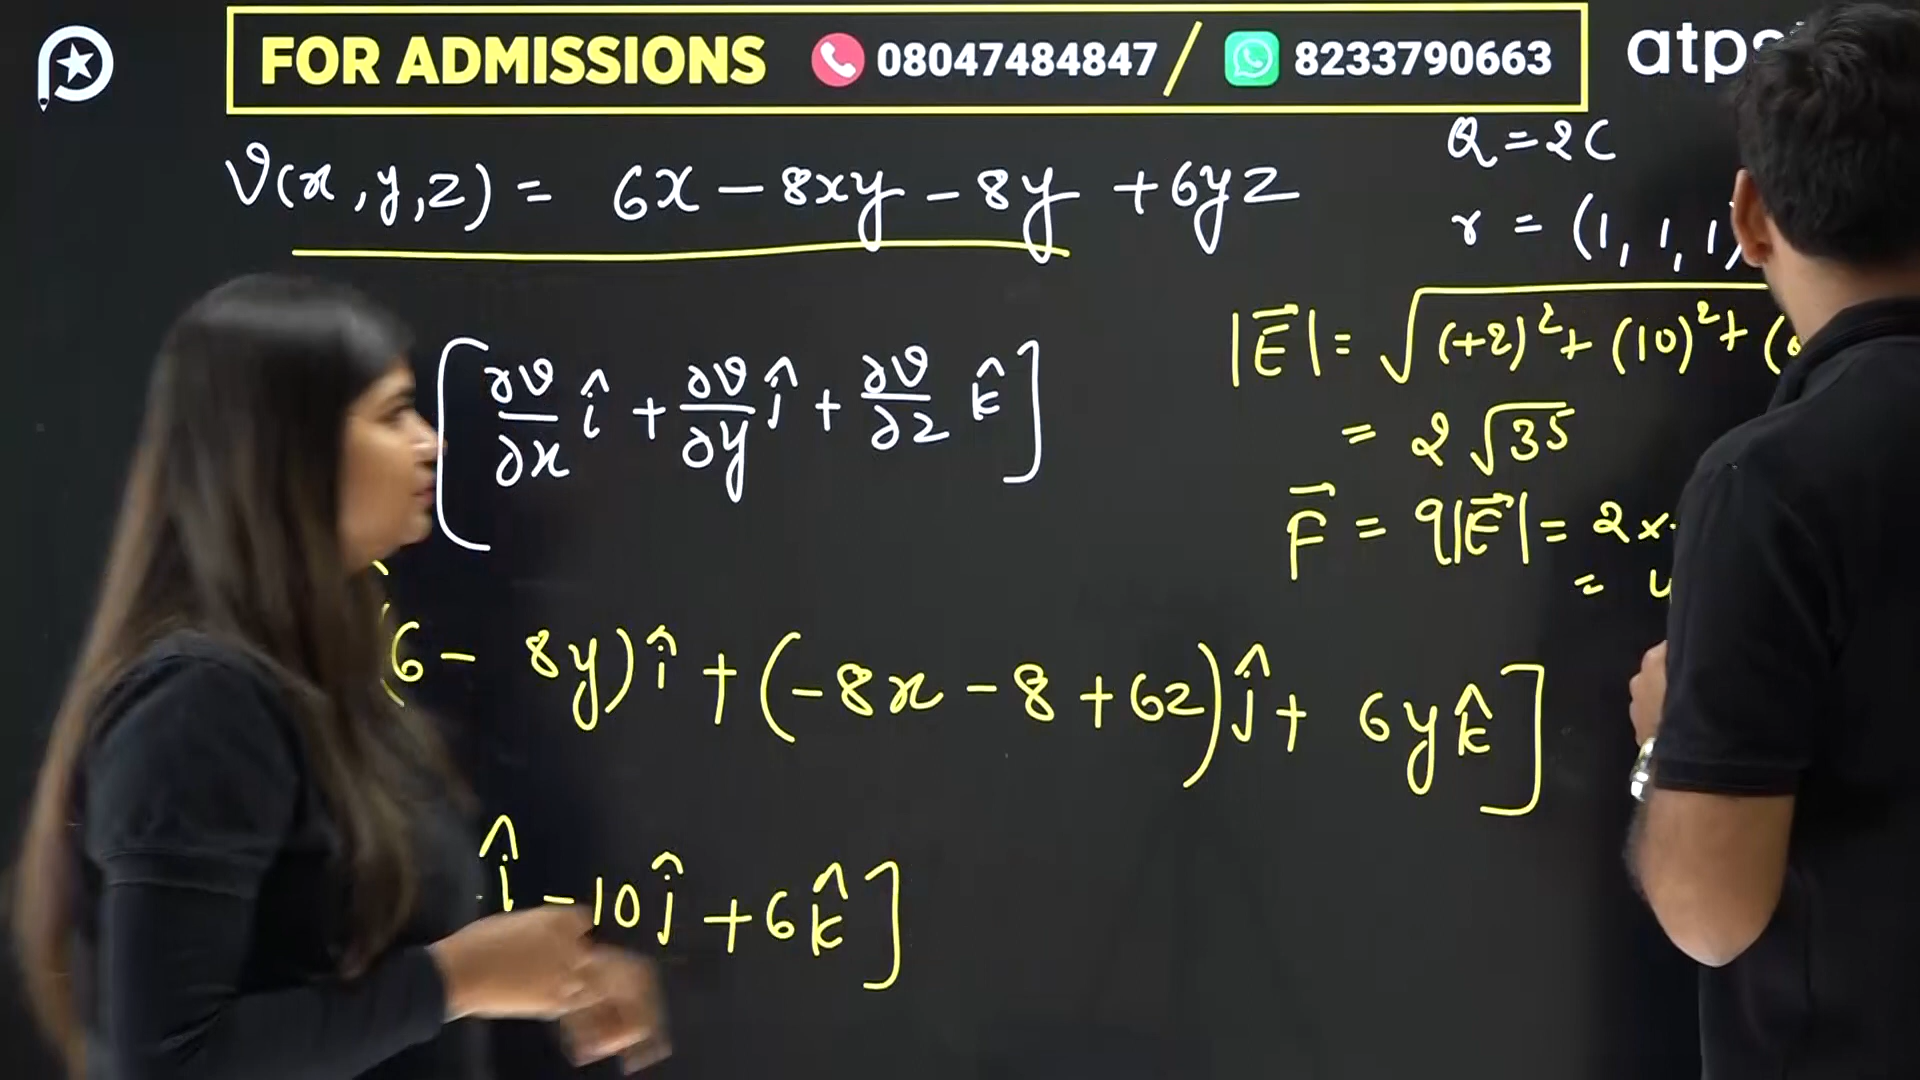 FOR ADMISSIONS 08047484847 / 8233790663
V(x,y,z) = 6x - 8xy - 8y + 6yz
[∂V/∂x î + ∂V/∂y ĵ + ∂V/∂z k̂]
(6 - 8y)î + (-8x - 8 + 6z)ĵ + 6yk̂]
î - 10ĵ + 6k̂]
Q = 2C
r = (1, 1, 1)
|E⃗| = √(+2)² + (10)² + (
= 2√35
F⃗ = q|E⃗| = 2×
=